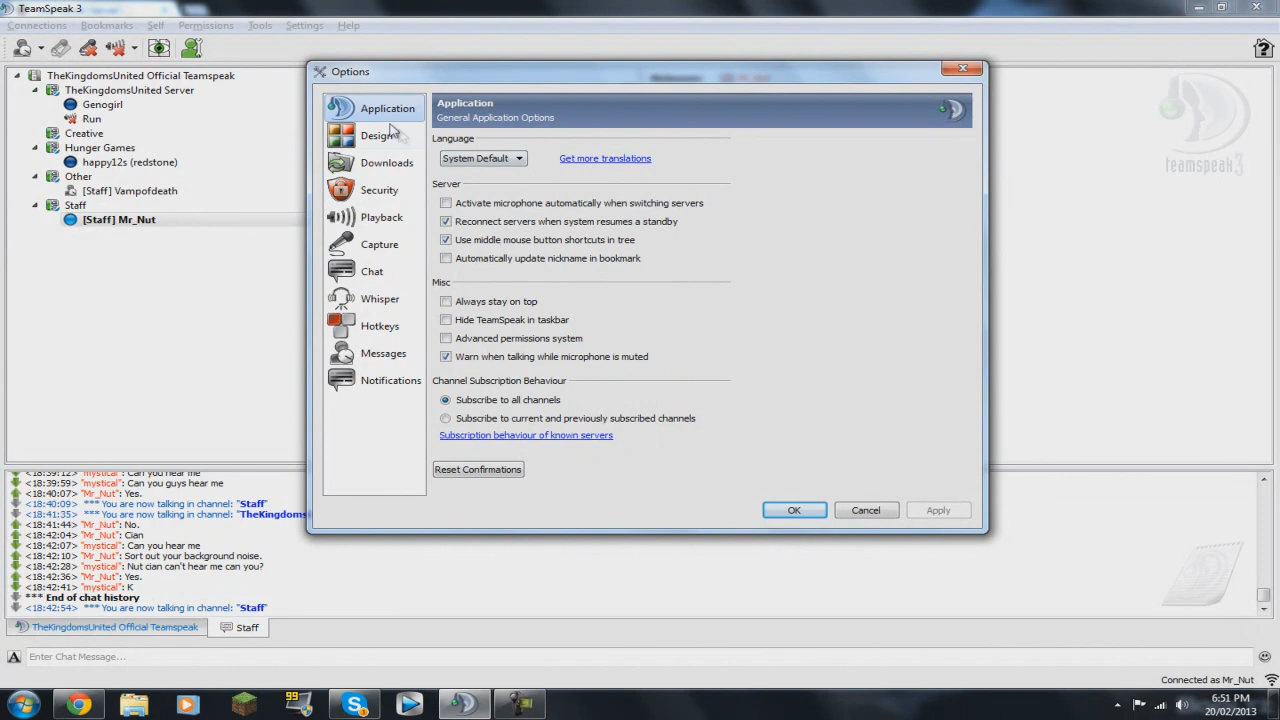 TeamSpeak 3
Connections Bookmarks Self Permissions Tools Settings Help
TheKingdomsUnited Official Teamspeak
TheKingdomsUnited Server
Genogirl
Run
Creative
Hunger Games
happy12s (redstone)
Other
[Staff] Vampofdeath
Staff
[Staff] Mr_Nut
teamspeak3
Options
Application
Design
Downloads
Security
Playback
Capture
Chat
Whisper
Hotkeys
Messages
Notifications
Application
General Application Options
Language
System Default
Get more translations
Server
Activate microphone automatically when switching servers
Reconnect servers when system resumes a standby
Use middle mouse button shortcuts in tree
Automatically update nickname in bookmark
Misc
Always stay on top
Hide TeamSpeak in taskbar
Advanced permissions system
Warn when talking while microphone is muted
Channel Subscription Behaviour
Subscribe to all channels
Subscribe to current and previously subscribed channels
Subscription behaviour of known servers
Reset Confirmations
OK Cancel Apply
<18:39:12> "mystical": Can you hear me
<18:39:59> "mystical": Can you guys hear me
<18:40:07> "Mr_Nut": Yes.
<18:40:09> *** You are now talking in channel: "Staff"
<18:41:35> *** You are now talking in channel: "TheKingdoms
<18:41:44> "Mr_Nut": No.
<18:42:04> "Mr_Nut": Cian
<18:42:07> "mystical": Can you hear me
<18:42:10> "Mr_Nut": Sort out your background noise.
<18:42:28> "mystical": Nut cian can't hear me can you?
<18:42:36> "Mr_Nut": Yes.
<18:42:41> "mystical": K
*** End of chat history
<18:42:54> *** You are now talking in channel: "Staff"
TheKingdomsUnited Official Teamspeak Staff
A Enter Chat Message...
Connected as Mr_Nut
99
6:51 PM
20/02/2013